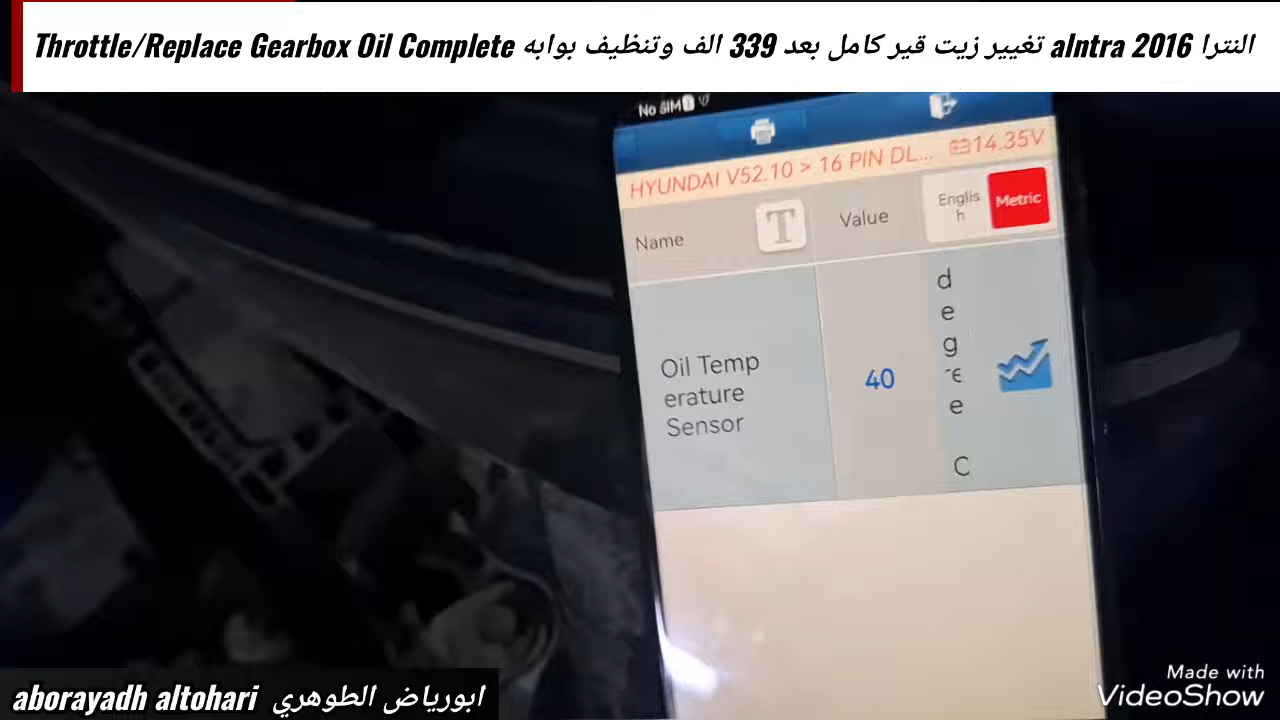 النترا 2016 alntra تغيير زيت قير كامل بعد 339 الف وتنظيف بوابه Throttle/Replace Gearbox Oil Complete
No SIM
HYUNDAI V52.10 > 16 PIN DL... 14.35V
Name T Value Englis
h Metric
Oil Temp
erature
Sensor
40
d
e
g
r
e
e
C
aborayadh altohari ابورياض الطوهري
Made with
VideoShow